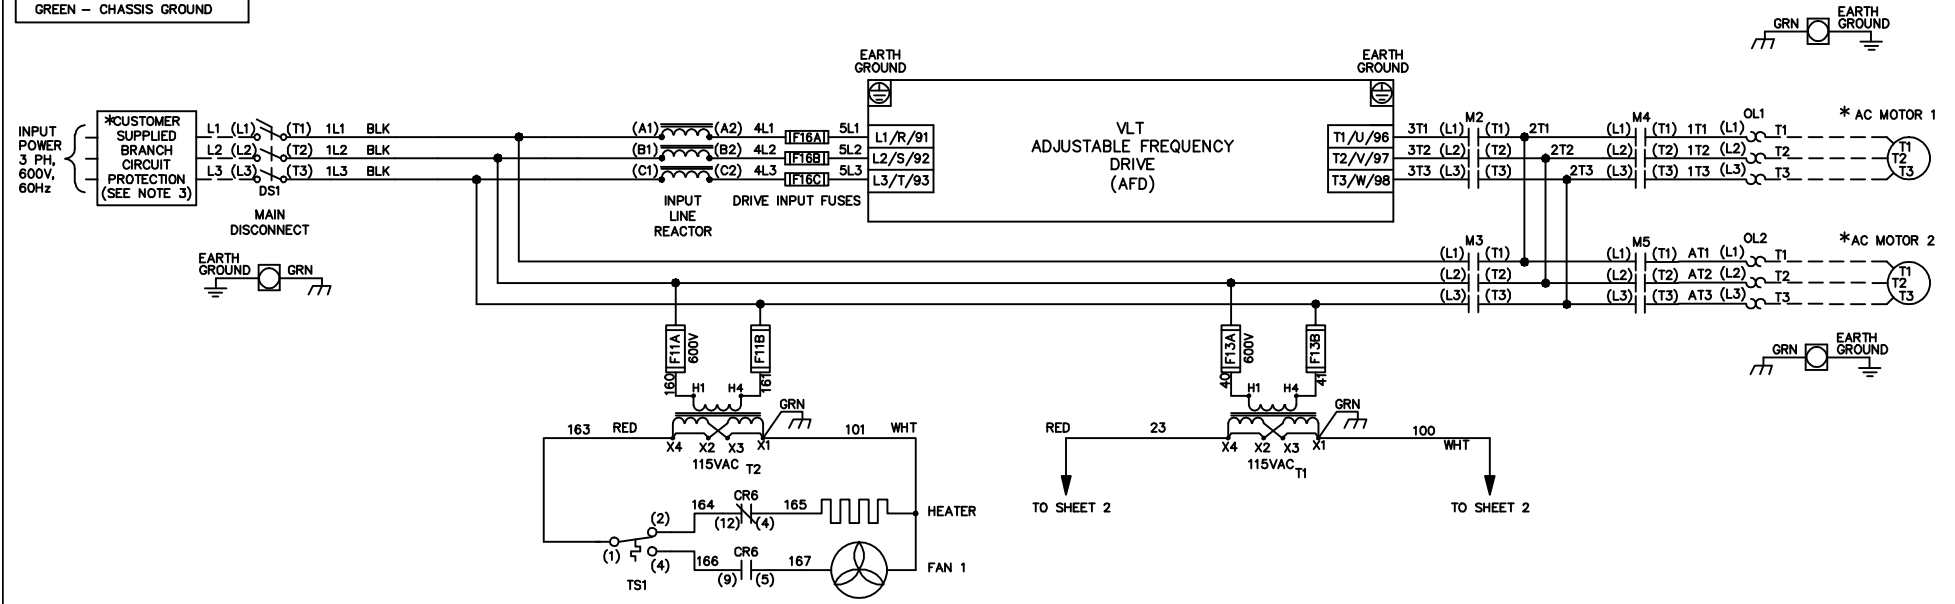 GREEN – CHASSIS GROUND
GRN
EARTH
GROUND
EARTH
GROUND
EARTH
GROUND
INPUT
POWER
3 PH,
600V,
60Hz
*CUSTOMER
SUPPLIED
BRANCH
CIRCUIT
PROTECTION
(SEE NOTE 3)
L1 (L1) (T1) 1L1 BLK
L2 (L2) (T2) 1L2 BLK
L3 (L3) (T3) 1L3 BLK
DS1
MAIN
DISCONNECT
(A1) (A2) 4L1 F16A 5L1 L1/R/91
(B1) (B2) 4L2 F16B 5L2 L2/S/92
(C1) (C2) 4L3 F16C 5L3 L3/T/93
INPUT
LINE
REACTOR
DRIVE INPUT FUSES
VLT
ADJUSTABLE FREQUENCY
DRIVE
(AFD)
M2 M4 OL1 * AC MOTOR 1
T1/U/96 3T1 (L1) (T1) 2T1 (L1) (T1) 1T1 (L1) T1
T2/V/97 3T2 (L2) (T2) 2T2 (L2) (T2) 1T2 (L2) T2
T3/W/98 3T3 (L3) (T3) 2T3 (L3) (T3) 1T3 (L3) T3
T1
T2
T3
EARTH
GROUND GRN
M3 M5 OL2 *AC MOTOR 2
(L1) (T1) (L1) (T1) AT1 (L1) T1
(L2) (T2) (L2) (T2) AT2 (L2) T2
(L3) (T3) (L3) (T3) AT3 (L3) T3
T1
T2
T3
GRN
EARTH
GROUND
F11A
600V
F11B
160
161
H1 H4
GRN
163 RED
101 WHT
X4 X2 X3 X1
115VAC T2
F13A
600V
F13B
40
41
H1 H4
GRN
RED 23
100
WHT
X4 X2 X3 X1
115VAC T1
TO SHEET 2
TO SHEET 2
164 CR6 165
(12) (4)
HEATER
(2)
(1)
(4)
TS1
166 CR6 167
(9) (5)
FAN 1